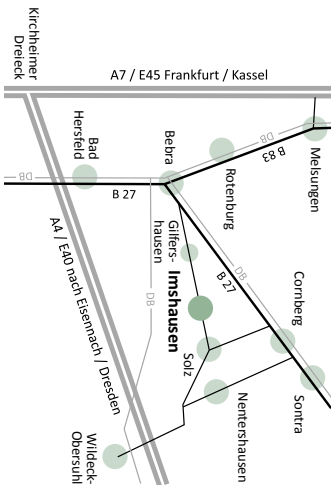 Kirchheimer
Dreieck
A7 / E45 Frankfurt / Kassel
Melsungen
DB
B 83
Rotenburg
Bebra
Bad
Hersfeld
DB
B 27
Gilfers-
hausen
Imshausen
DB
B 27
Cornberg
Solz
Sontra
Nentershausen
DB
A4 / E40 nach Eisennach / Dresden
Wildeck-
Obersuhl